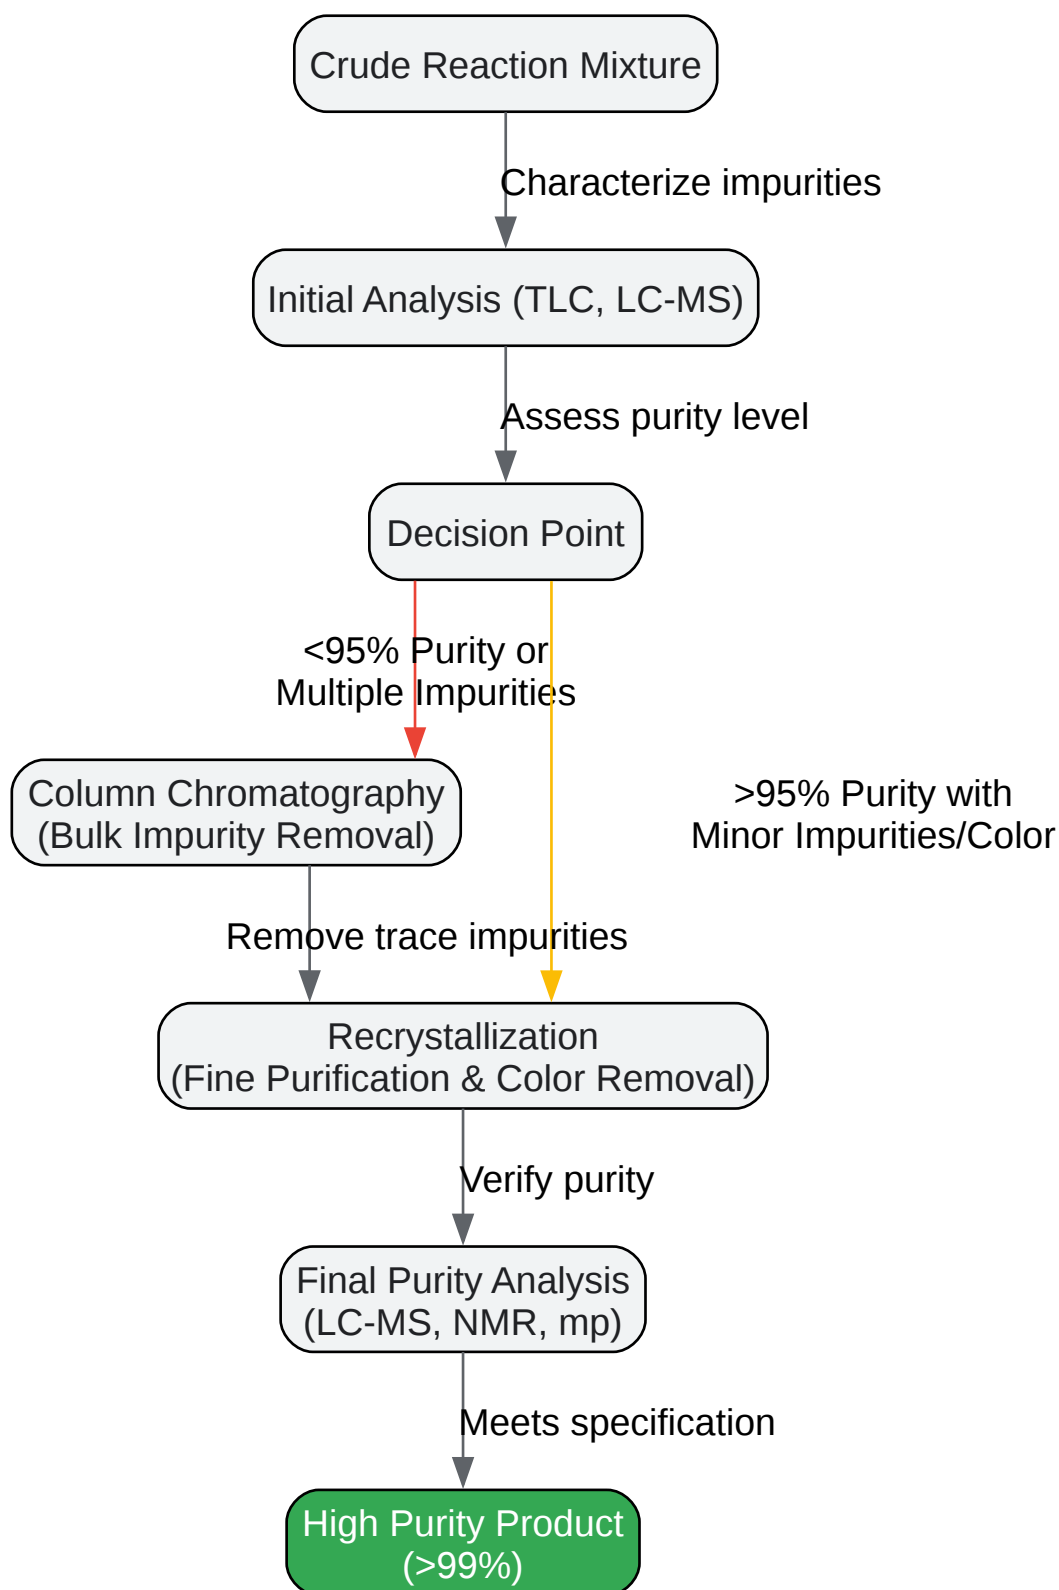 Crude Reaction Mixture
Characterize impurities
Initial Analysis (TLC, LC-MS)
Assess purity level
Decision Point
<95% Purity or
Multiple Impurities
Column Chromatography
(Bulk Impurity Removal)
>95% Purity with
Minor Impurities/Color
Remove trace impurities
Recrystallization
(Fine Purification & Color Removal)
Verify purity
Final Purity Analysis
(LC-MS, NMR, mp)
Meets specification
High Purity Product
(>99%)